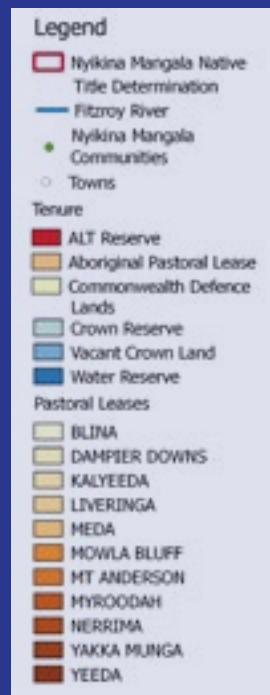 Legend
Nyikina Mangala Native
Title Determination
Fitzroy River
Nyikina Mangala
Communities
Towns
Tenure
ALT Reserve
Aboriginal Pastoral Lease
Commonwealth Defence
Lands
Crown Reserve
Vacant Crown Land
Water Reserve
Pastoral Leases
BLINA
DAMPIER DOWNS
KALYEEDA
LIVERINGA
MEDA
MOWLA BLUFF
MT ANDERSON
MYROODAH
NERRIMA
YAKKA MUNGA
YEEDA